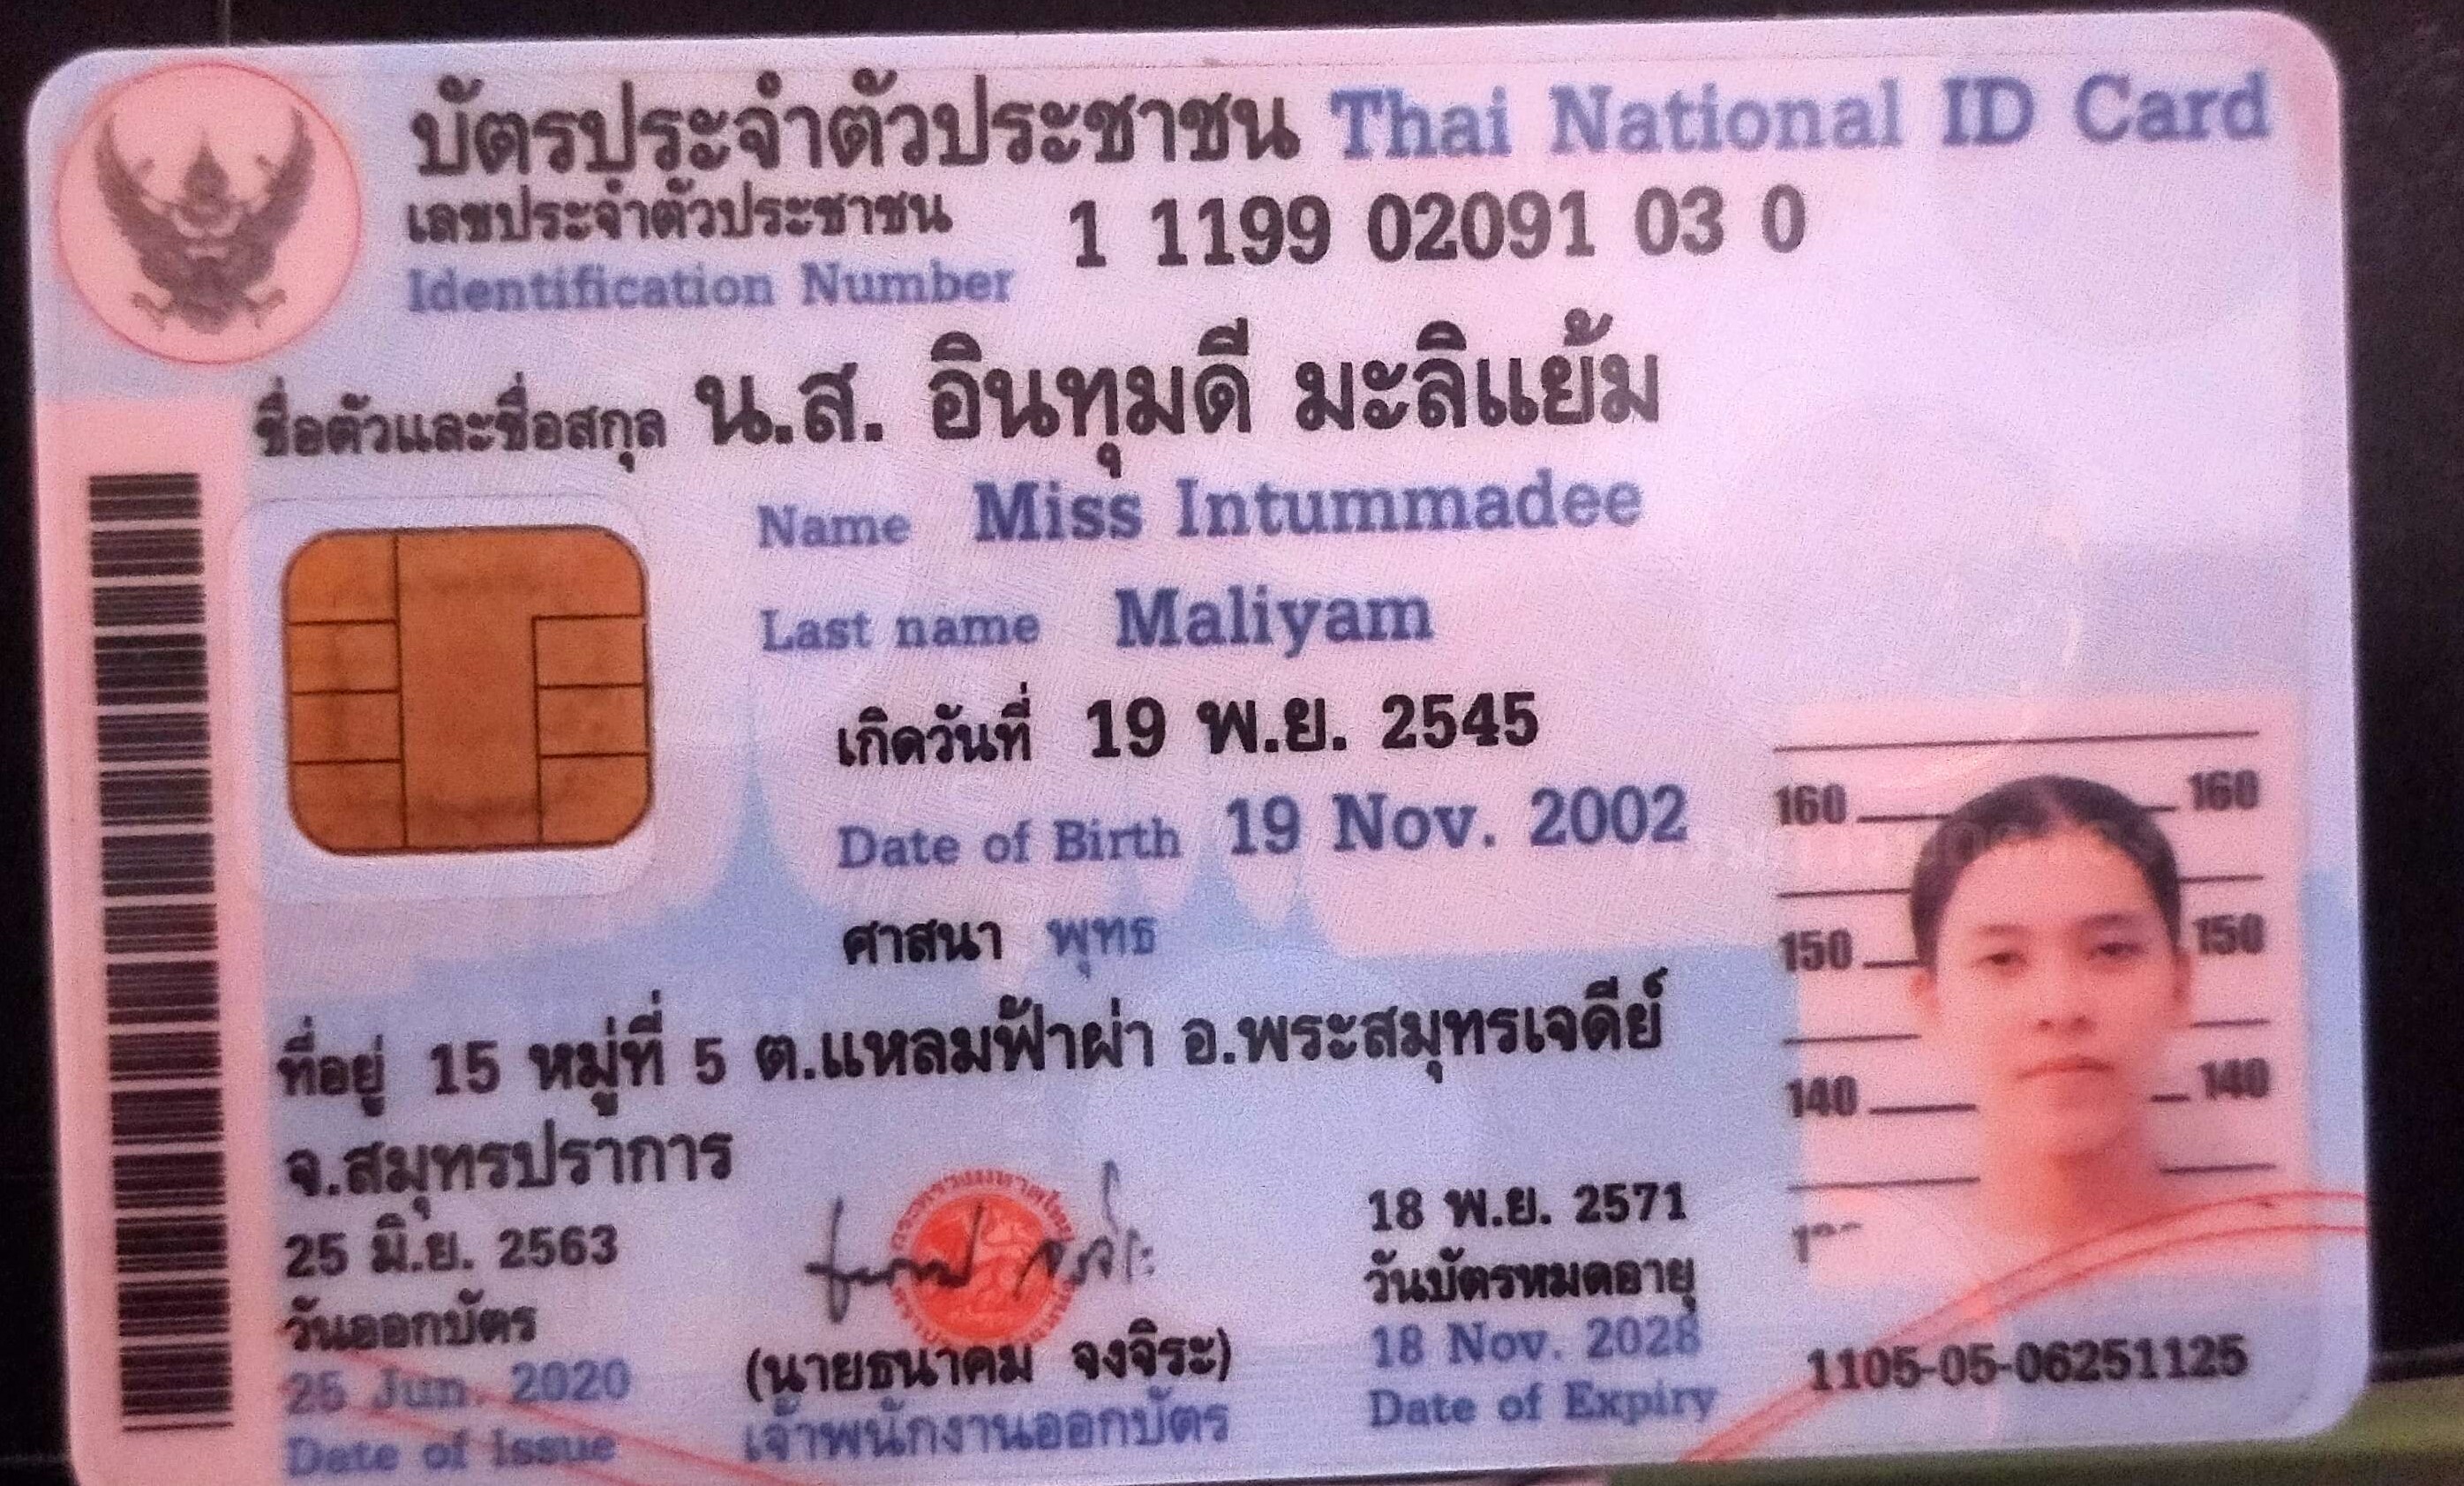 บัตรประจำตัวประชาชน Thai National ID Card
เลขประจำตัวประชาชน 1 1199 02091 03 0
Identification Number
ชื่อตัวและชื่อสกุล น.ส. อินทุมดี มะลิแย้ม
Name Miss Intummadee
Last name Maliyam
เกิดวันที่ 19 พ.ย. 2545
Date of Birth 19 Nov. 2002
ศาสนา พุทธ
ที่อยู่ 15 หมู่ที่ 5 ต.แหลมฟ้าผ่า อ.พระสมุทรเจดีย์
จ.สมุทรปราการ
25 มิ.ย. 2563
วันออกบัตร
25 Jun. 2020
Date of Issue
(นายธนาคม จงจิระ)
เจ้าพนักงานออกบัตร
18 พ.ย. 2571
วันบัตรหมดอายุ
18 Nov. 2028
Date of Expiry
160 160
150 150
140 140
1105-05-06251125